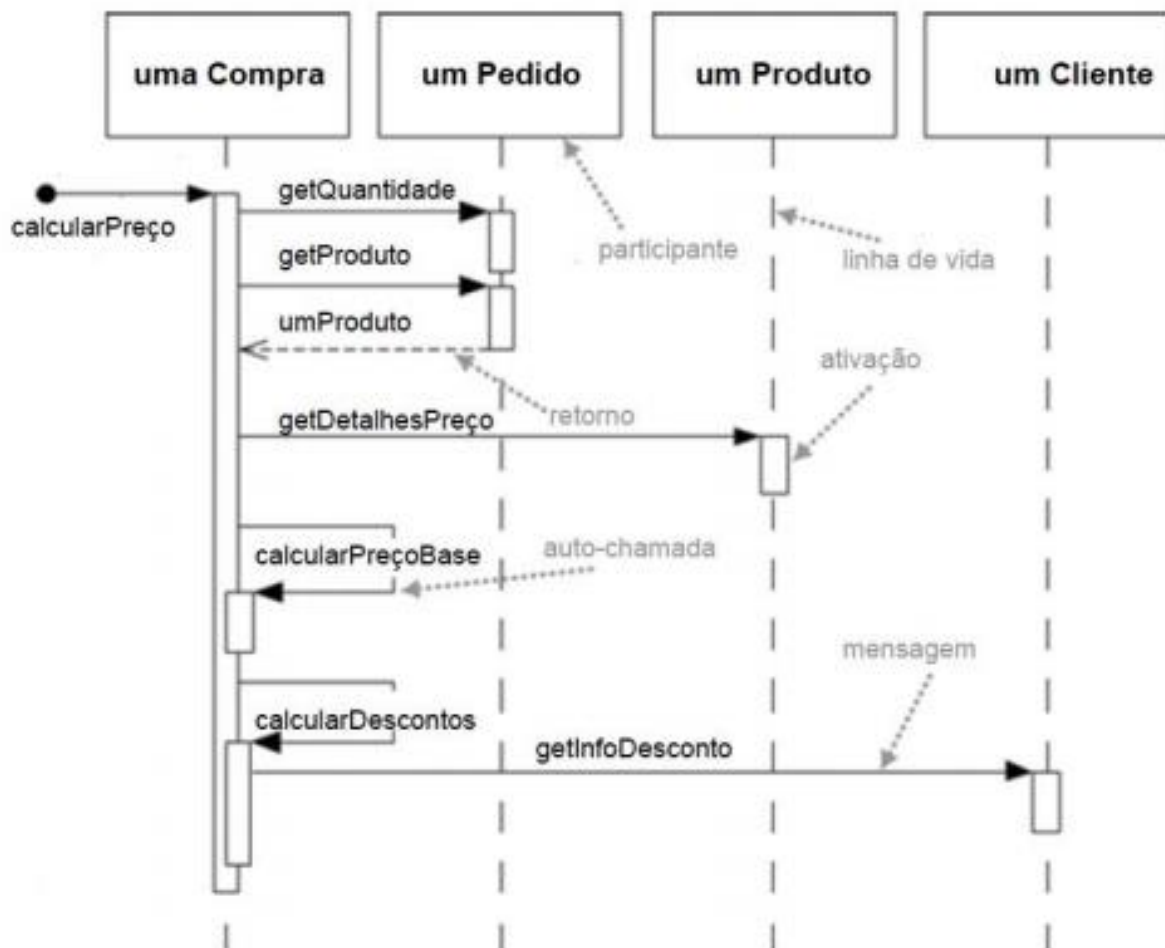 uma Compra
um Pedido
um Produto
um Cliente
getQuantidade
calcularPreço
participante
getProduto
linha de vida
umProduto
ativação
getDetalhesPreço
retorno
calcularPreçoBase
auto-chamada
mensagem
calcularDescontos
getInfoDesconto